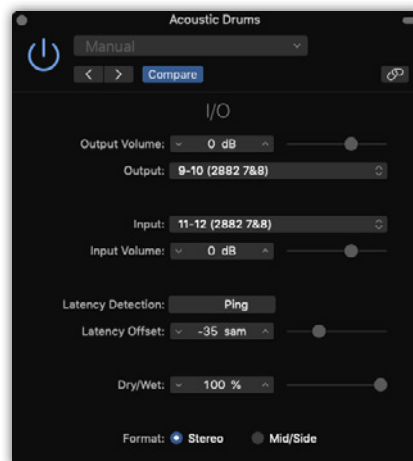 Acoustic Drums
Manual
Compare
I/O
Output Volume: 0 dB
Output: 9-10 (2882 7&8)
Input: 11-12 (2882 7&8)
Input Volume: 0 dB
Latency Detection: Ping
Latency Offset: -35 sam
Dry/Wet: 100 %
Format: Stereo Mid/Side